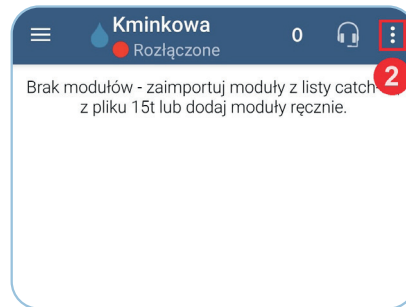 Kminkowa
0
Rozłączone
2
Brak modułów - zaimportuj moduły z listy catch
z pliku 15t lub dodaj moduły ręcznie.